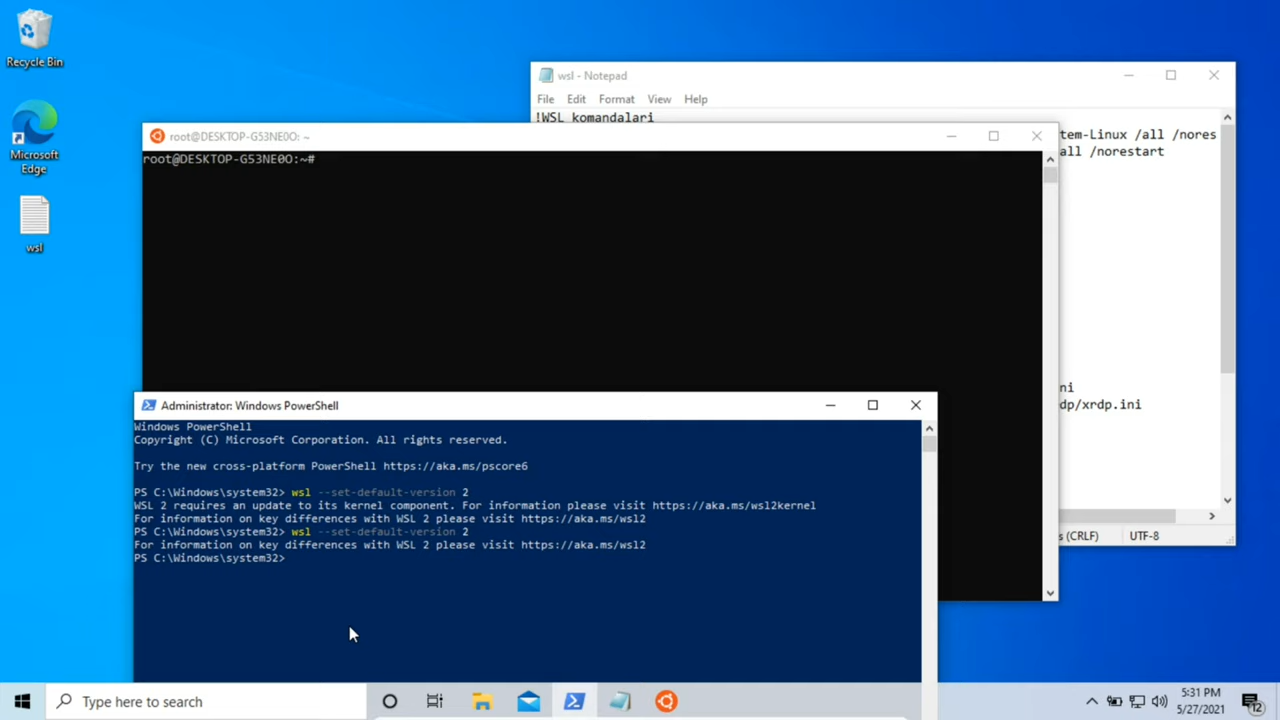 Recycle Bin
Microsoft
Edge
wsl
wsl - Notepad
File Edit Format View Help
!WSL komandalari
tem-Linux /all /nores
all /norestart
ni
dp/xrdp.ini
s (CRLF) UTF-8
root@DESKTOP-G53NE0O: ~
root@DESKTOP-G53NE0O:~#
Administrator: Windows PowerShell
Windows PowerShell
Copyright (C) Microsoft Corporation. All rights reserved.
Try the new cross-platform PowerShell https://aka.ms/pscore6
PS C:\Windows\system32> wsl --set-default-version 2
WSL 2 requires an update to its kernel component. For information please visit https://aka.ms/wsl2kernel
For information on key differences with WSL 2 please visit https://aka.ms/wsl2
PS C:\Windows\system32> wsl --set-default-version 2
For information on key differences with WSL 2 please visit https://aka.ms/wsl2
PS C:\Windows\system32>
Type here to search
5:31 PM
5/27/2021
12